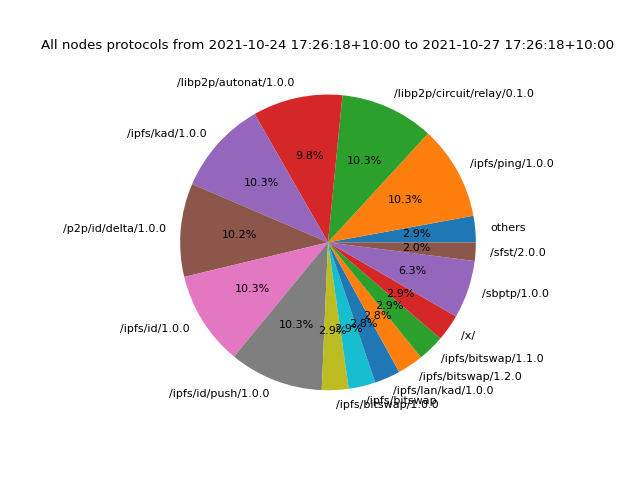 All nodes protocols from 2021-10-24 17:26:18+10:00 to 2021-10-27 17:26:18+10:00
others
2.9%
/ipfs/ping/1.0.0
10.3%
/libp2p/circuit/relay/0.1.0
10.3%
/libp2p/autonat/1.0.0
9.8%
/ipfs/kad/1.0.0
10.3%
/p2p/id/delta/1.0.0
10.2%
/ipfs/id/1.0.0
10.3%
/ipfs/id/push/1.0.0
10.3%
/ipfs/bitswap/1.0.0
2.9%
/ipfs/bitswap
2.9%
/ipfs/lan/kad/1.0.0
2.8%
/ipfs/bitswap/1.2.0
2.8%
/ipfs/bitswap/1.1.0
2.9%
/x/
2.9%
/sbptp/1.0.0
6.3%
/sfst/2.0.0
2.0%